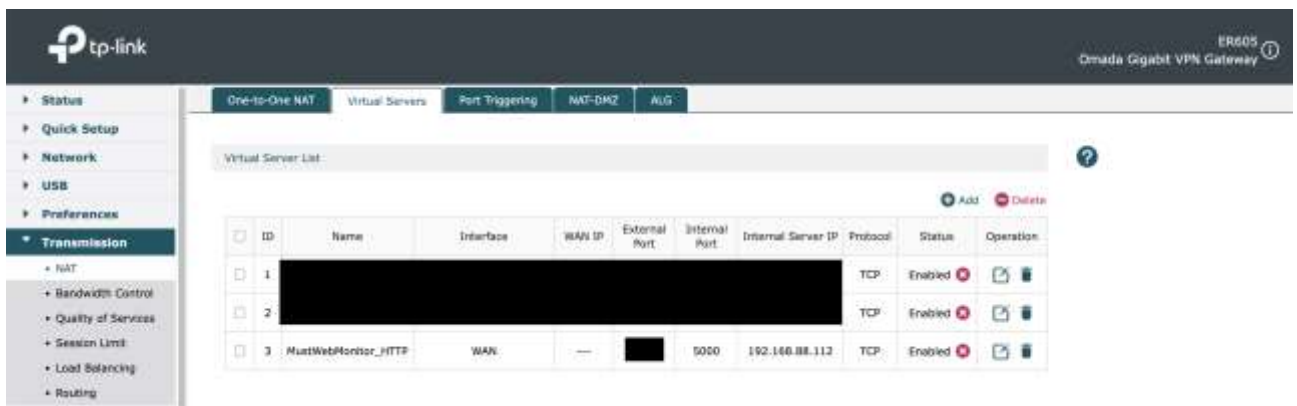 tp-link
ER605
Omada Gigabit VPN Gateway
Status
Quick Setup
Network
USB
Preferences
Transmission
NAT
Bandwidth Control
Quality of Services
Session Limit
Load Balancing
Routing
One-to-One NAT Virtual Servers Port Triggering NAT-DMZ ALG
Virtual Server List
Add Delete
ID Name Interface WAN IP External Port Internal Port Internal Server IP Protocol Status Operation
1 TCP Enabled
2 TCP Enabled
3 MustWebMonitor_HTTP WAN --- 5000 192.168.88.112 TCP Enabled